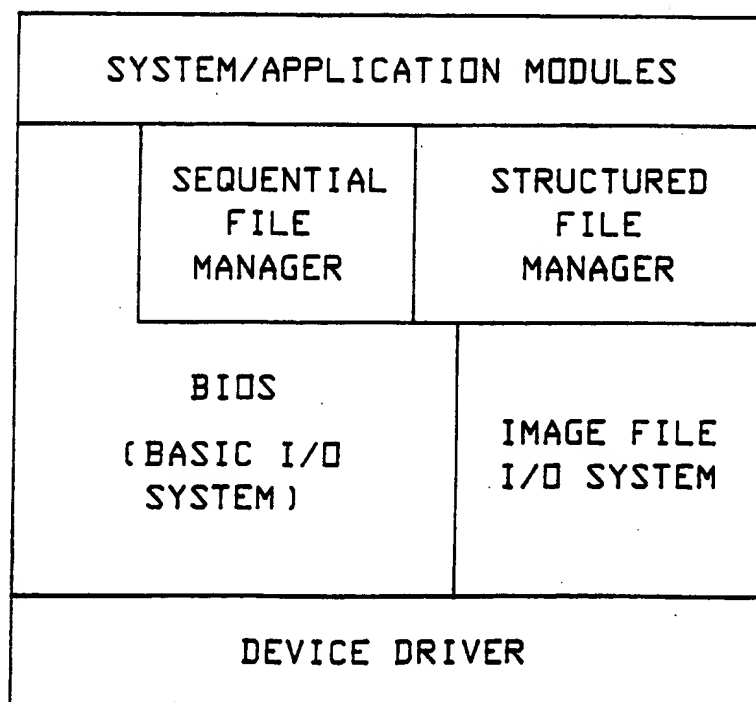 SYSTEM/APPLICATION MODULES
SEQUENTIAL
FILE
MANAGER
STRUCTURED
FILE
MANAGER
BIOS
(BASIC I/O
SYSTEM)
IMAGE FILE
I/O SYSTEM
DEVICE DRIVER